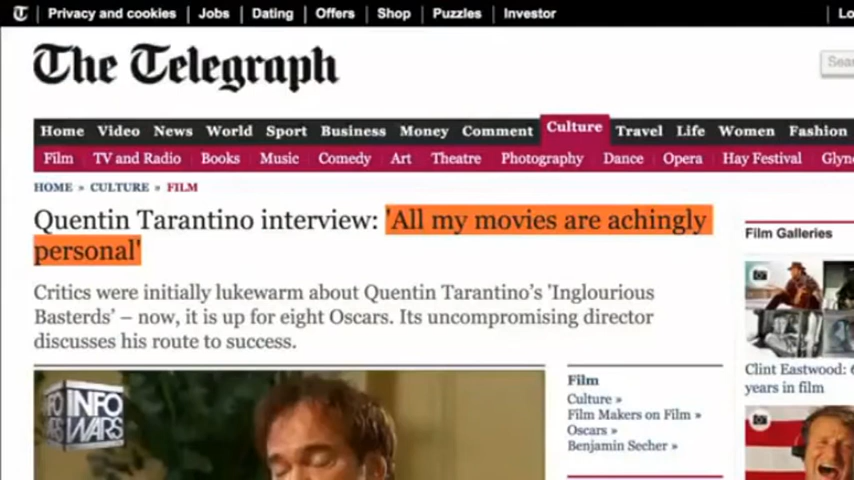 Privacy and cookies Jobs Dating Offers Shop Puzzles Investor Lo
The Telegraph
Sear
Home Video News World Sport Business Money Comment Culture Travel Life Women Fashion
Film TV and Radio Books Music Comedy Art Theatre Photography Dance Opera Hay Festival Glyn
HOME » CULTURE » FILM
Quentin Tarantino interview: 'All my movies are achingly
personal'
Critics were initially lukewarm about Quentin Tarantino's 'Inglourious
Basterds' – now, it is up for eight Oscars. Its uncompromising director
discusses his route to success.
INFO
WARS
Film
Culture »
Film Makers on Film »
Oscars »
Benjamin Secher »
Film Galleries
Clint Eastwood: 6
years in film